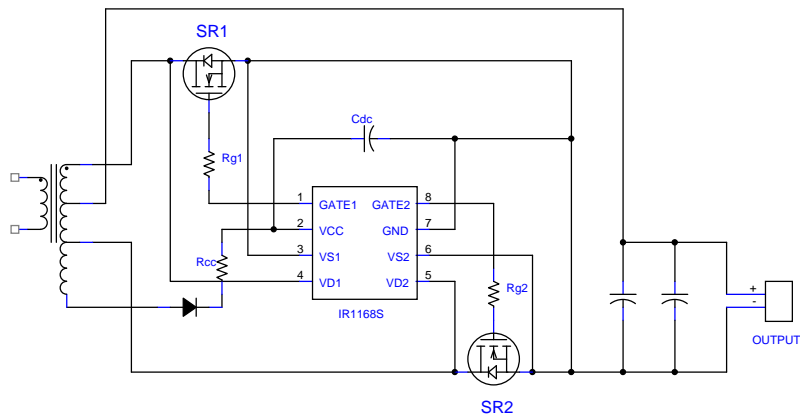 SR1
Cdc
Rg1
1 GATE1 GATE2 8
2 VCC GND 7
3 VS1 VS2 6
4 VD1 VD2 5
Rcc
Rg2
IR1168S
+
-
OUTPUT
SR2